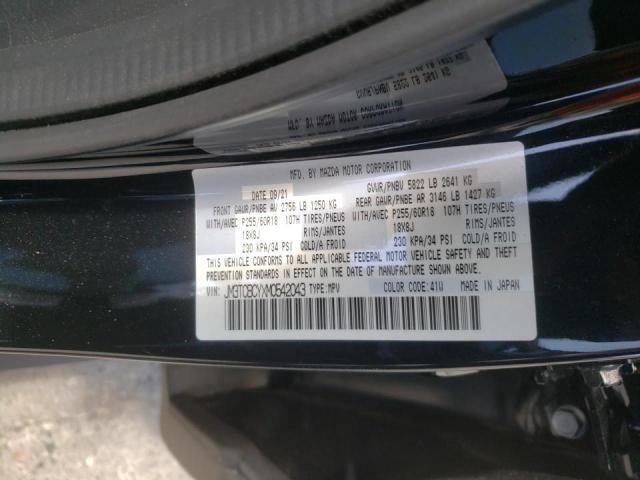 MFD. BY MAZDA MOTOR CORPORATION
DATE 09/21 GVWR/PNBV 5822 LB 2641 KG
FRONT GAWR/PNBE AV 2756 LB 1250 KG REAR GAWR/PNBE AR 3146 LB 1427 KG
WITH/AVEC P255/60R18 107H TIRES/PNEUS WITH/AVEC P255/60R18 107H TIRES/PNEUS
18X8J RIMS/JANTES 18X8J RIMS/JANTES
230 KPA/34 PSI COLD/A FROID 230 KPA/34 PSI COLD/A FROID
THIS VEHICLE CONFORMS TO ALL APPLICABLE FEDERAL MOTOR VEHICLE SAFETY AND THEFT
PREVENTION STANDARDS IN EFFECT ON THE DATE OF MANUFACTURE SHOWN ABOVE.
VIN: JM3TCBCYXM0542043 TYPE: MPV COLOR CODE: 41W MADE IN JAPAN